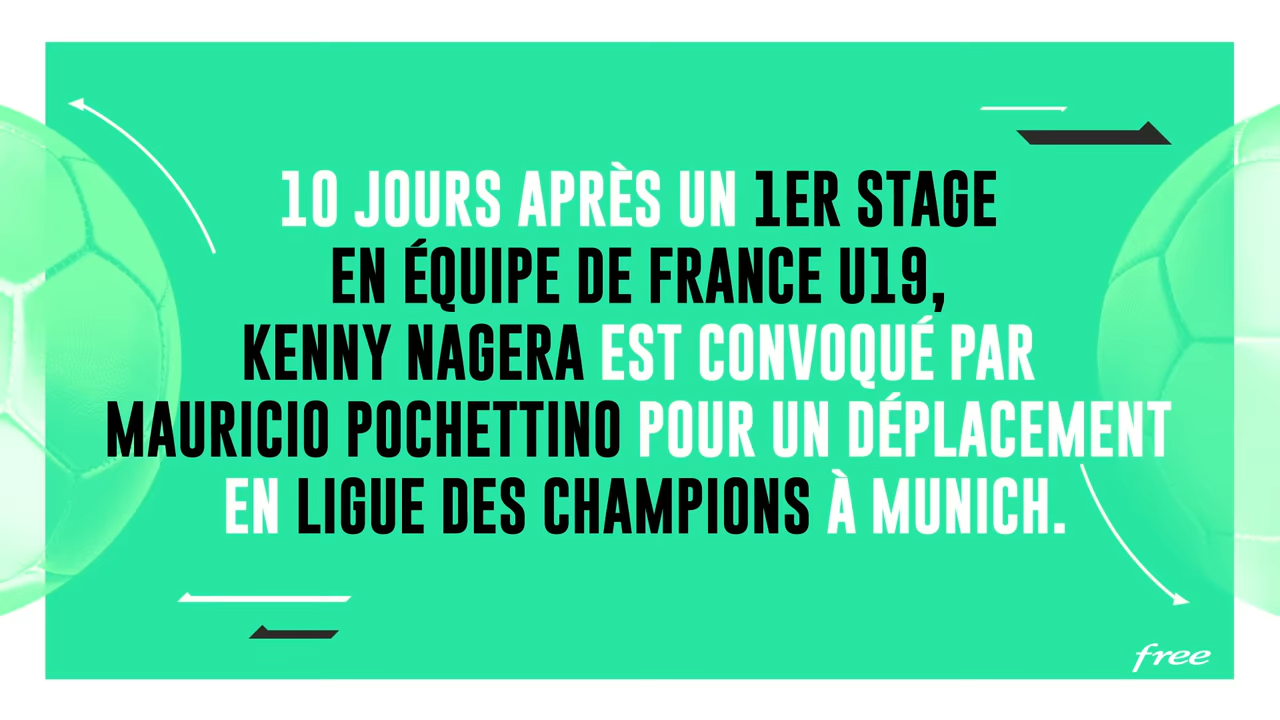 10 JOURS APRÈS UN 1ER STAGE
EN ÉQUIPE DE FRANCE U19,
KENNY NAGERA EST CONVOQUÉ PAR
MAURICIO POCHETTINO POUR UN DÉPLACEMENT
EN LIGUE DES CHAMPIONS À MUNICH.
free